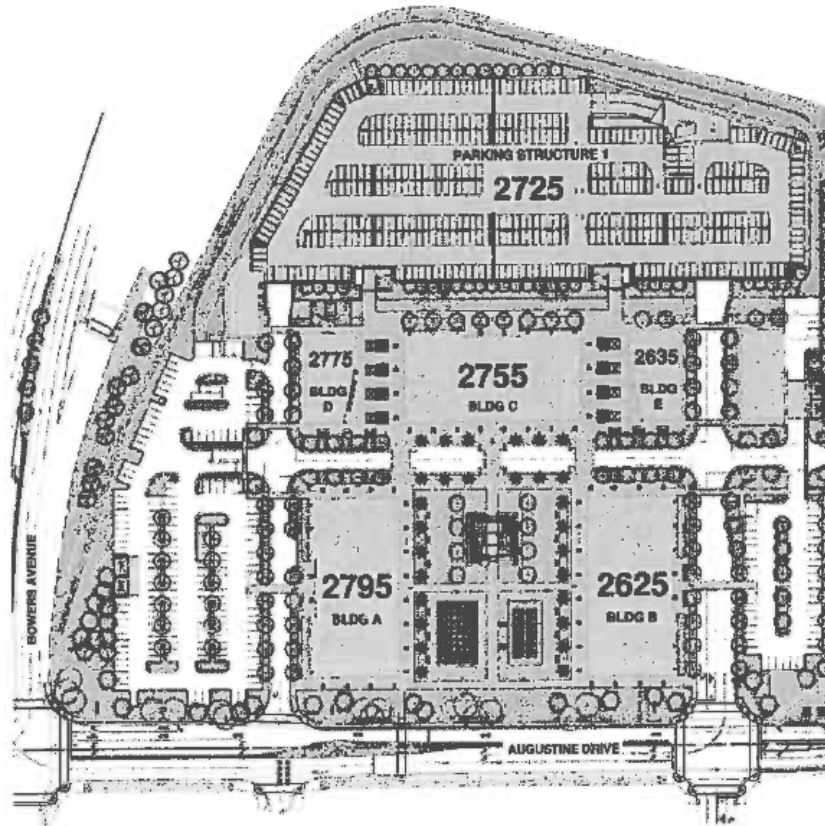 PARKING STRUCTURE 1
2725
2775
BLDG
D
2755
BLDG C
2635
BLDG
E
2795
BLDG A
2625
BLDG B
BOWERS AVENUE
AUGUSTINE DRIVE